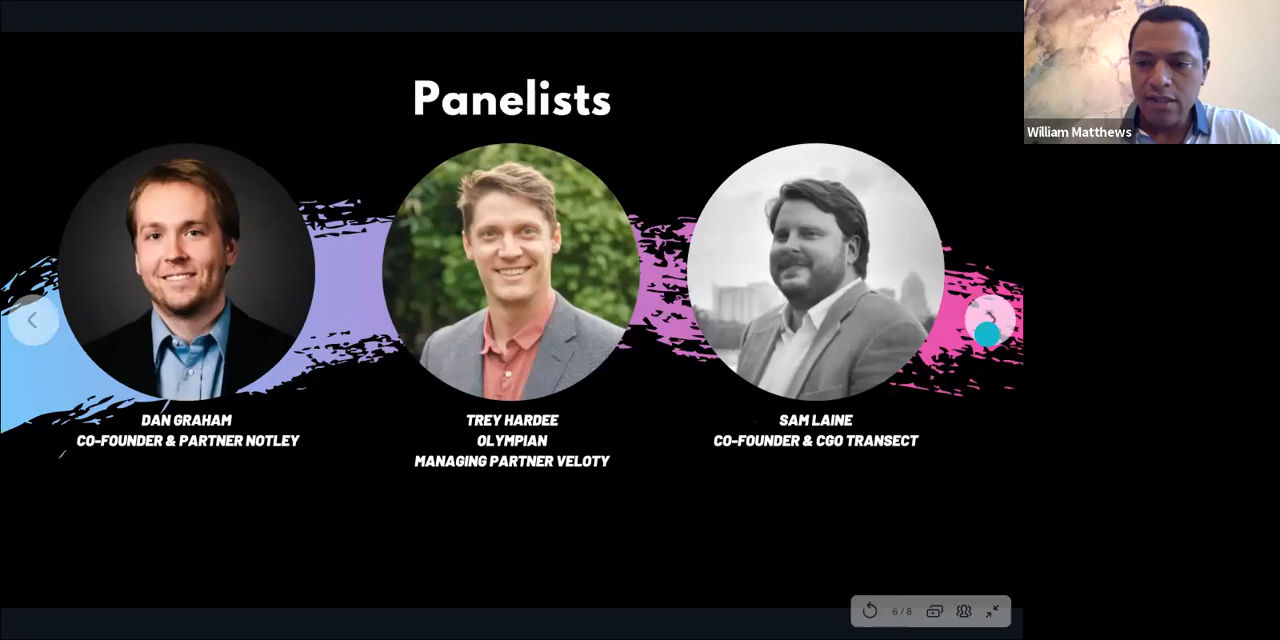 Panelists
William Matthews
DAN GRAHAM
CO-FOUNDER & PARTNER NOTLEY
TREY HARDEE
OLYMPIAN
MANAGING PARTNER VELOTY
SAM LAINE
CO-FOUNDER & CGO TRANSECT
6 / 8